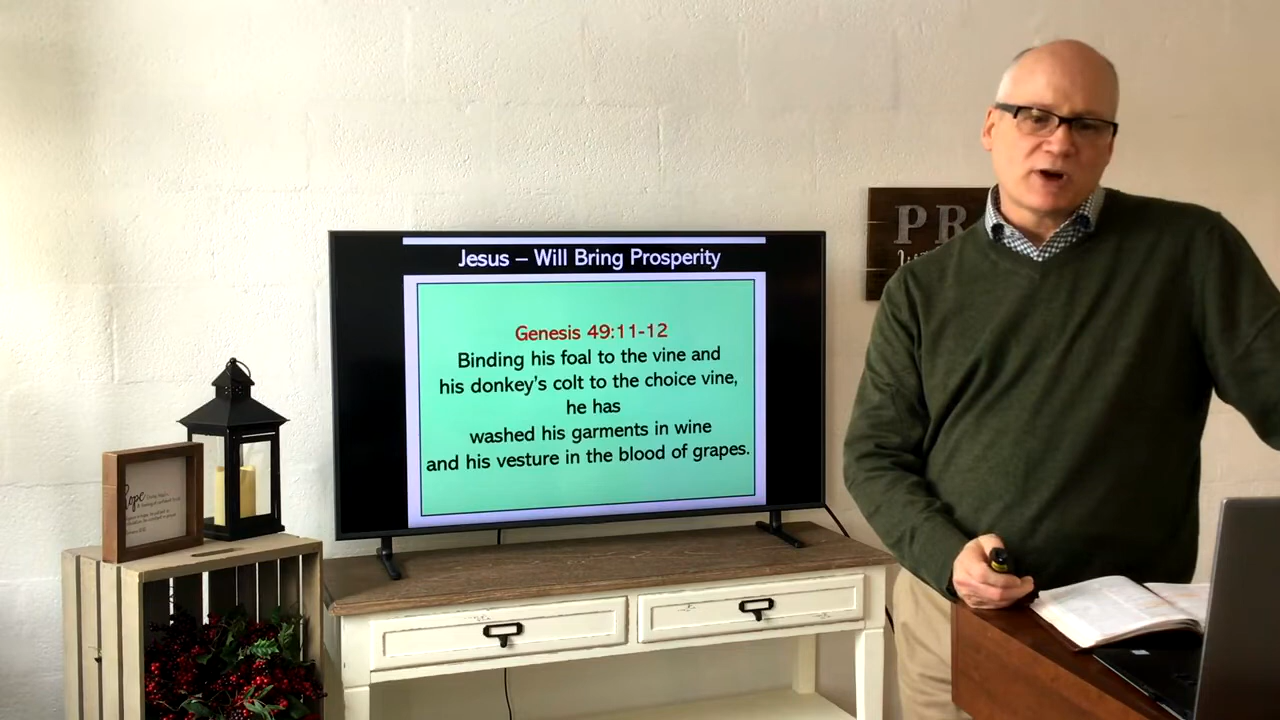 Jesus – Will Bring Prosperity
Genesis 49:11-12
Binding his foal to the vine and
his donkey's colt to the choice vine,
he has
washed his garments in wine
and his vesture in the blood of grapes.
PR